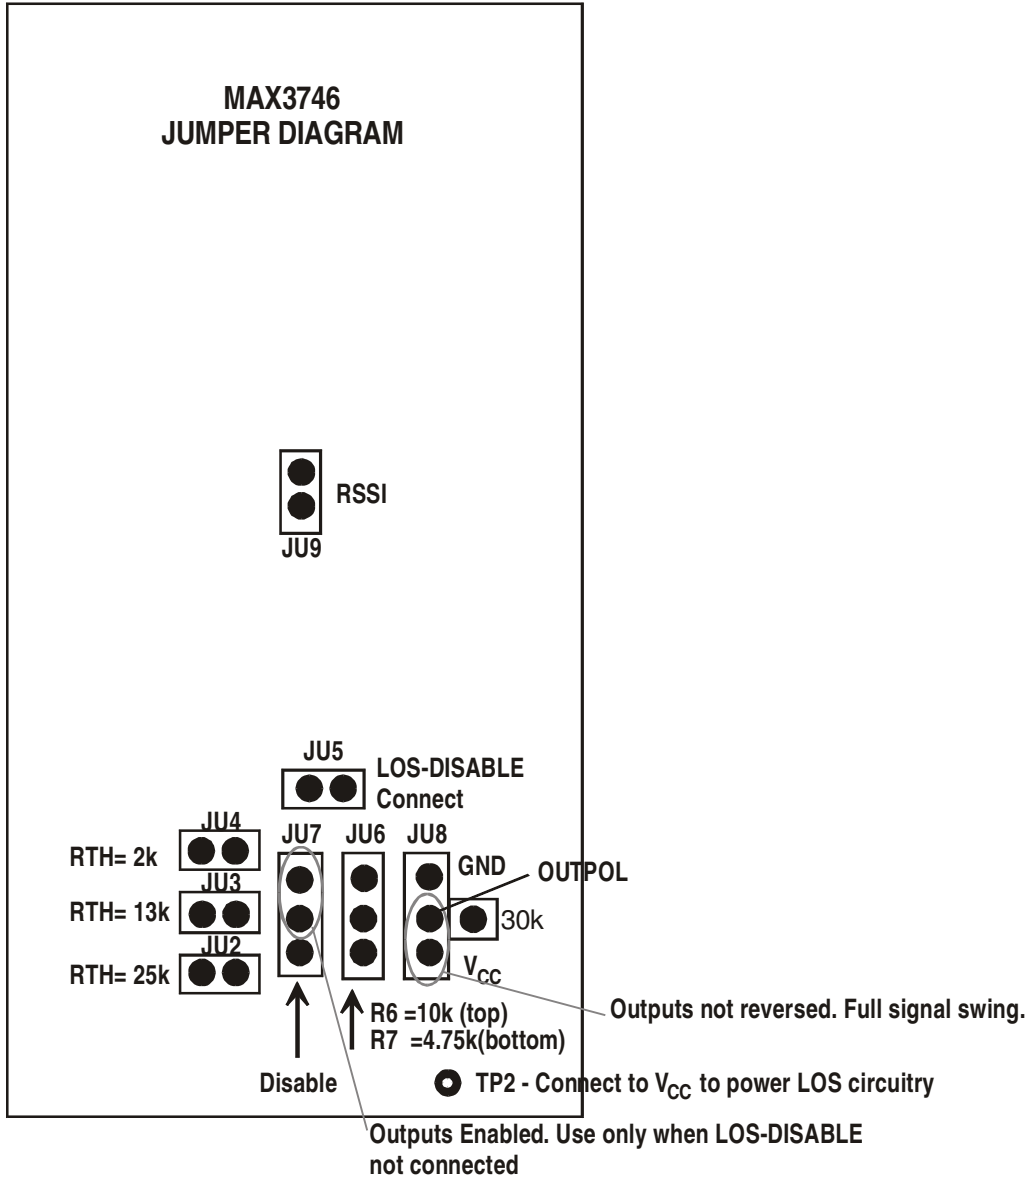 MAX3746
JUMPER DIAGRAM
RSSI
JU9
JU5
LOS-DISABLE
Connect
JU4
JU7
JU6
JU8
RTH= 2k
GND
OUTPOL
JU3
RTH= 13k
30k
JU2
RTH= 25k
VCC
Outputs not reversed. Full signal swing.
R6 =10k (top)
R7 =4.75k(bottom)
Disable
TP2 - Connect to VCC to power LOS circuitry
Outputs Enabled. Use only when LOS-DISABLE
not connected